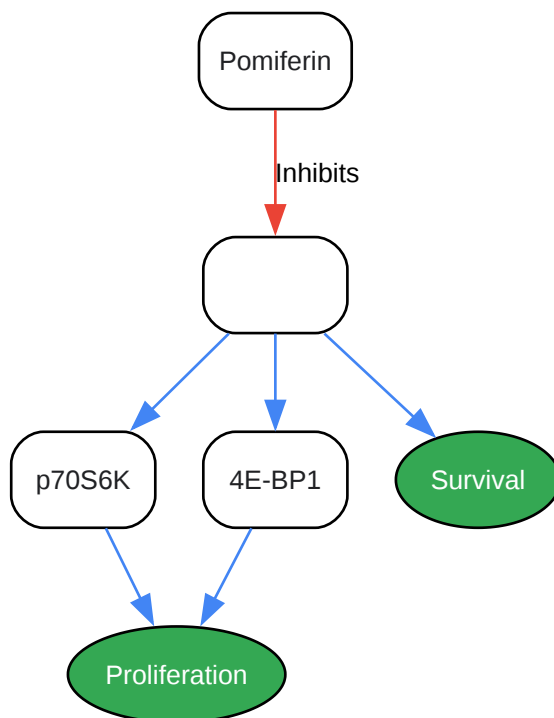 Pomiferin
Inhibits
p70S6K
4E-BP1
Survival
Proliferation